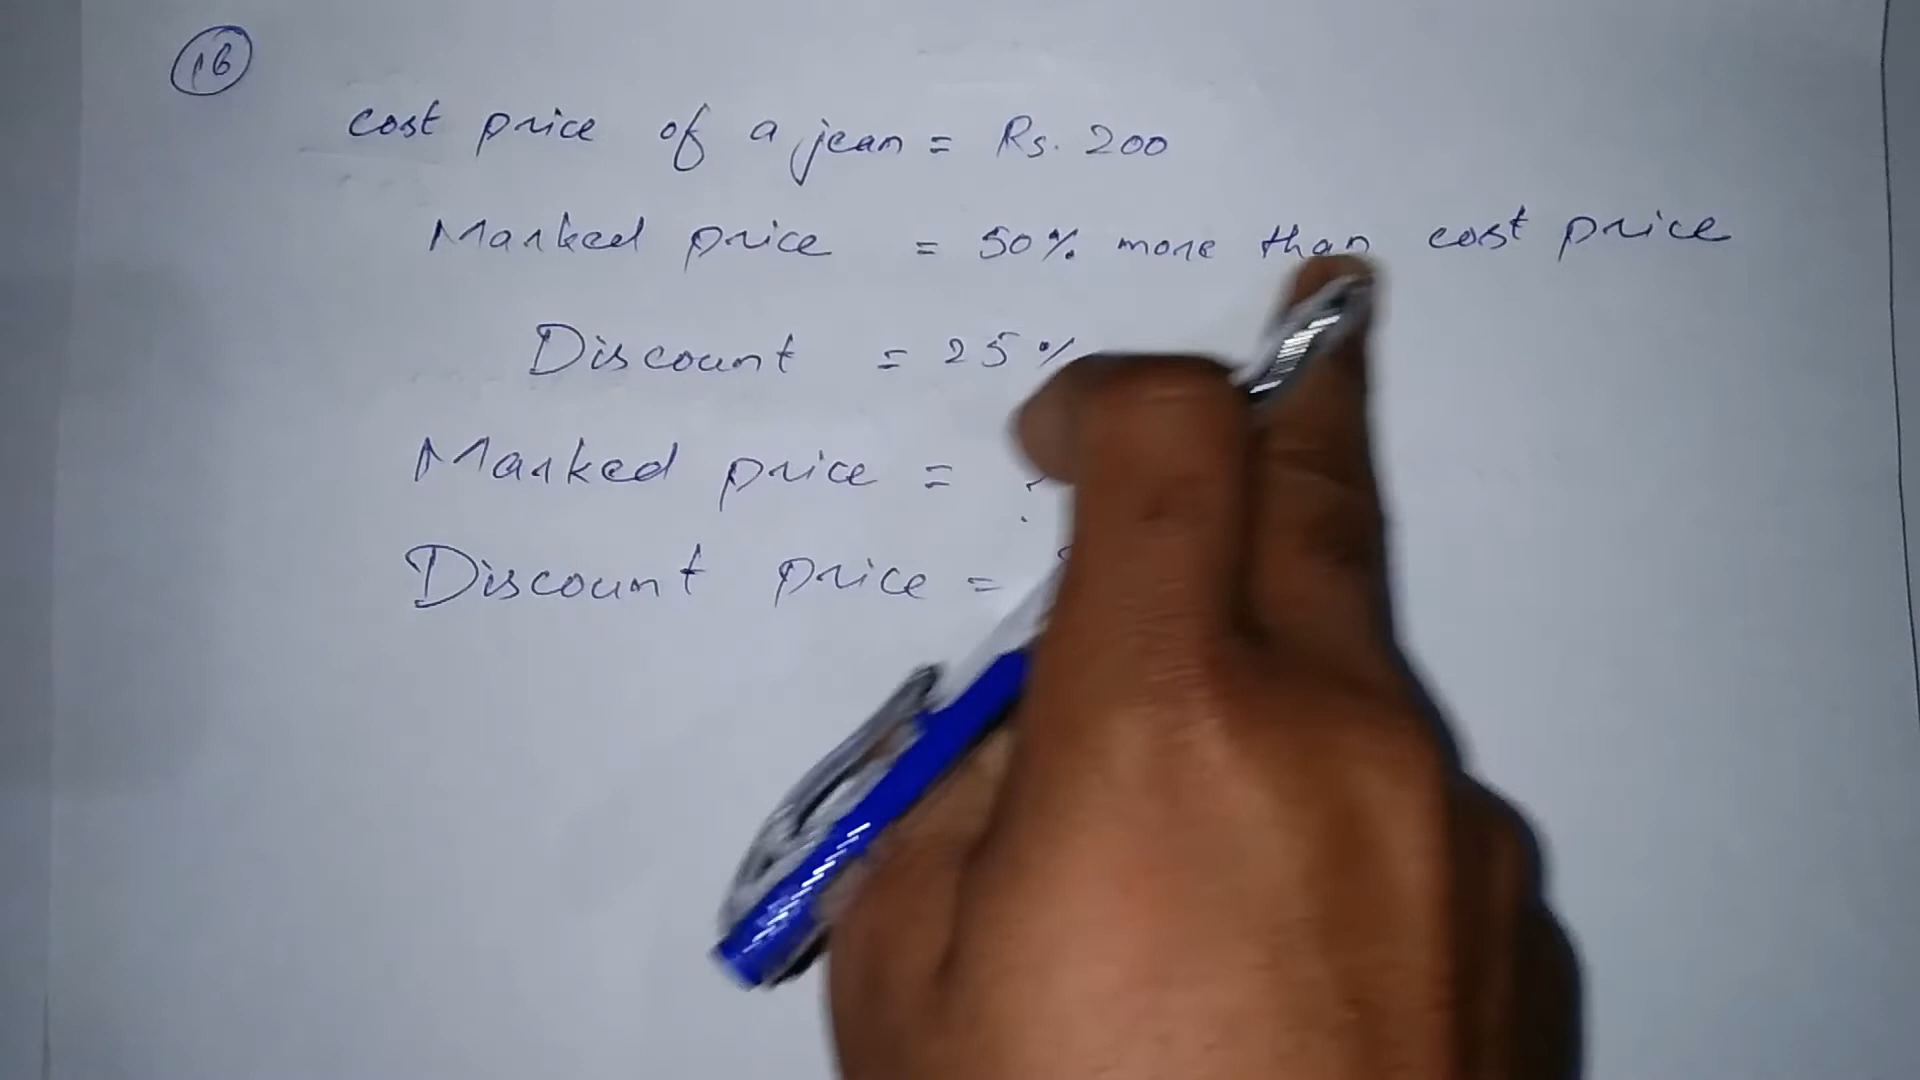 16
cost price of a jean = Rs. 200
Marked price = 50% more than cost price
Discount = 25%
Marked price = ?
Discount price =